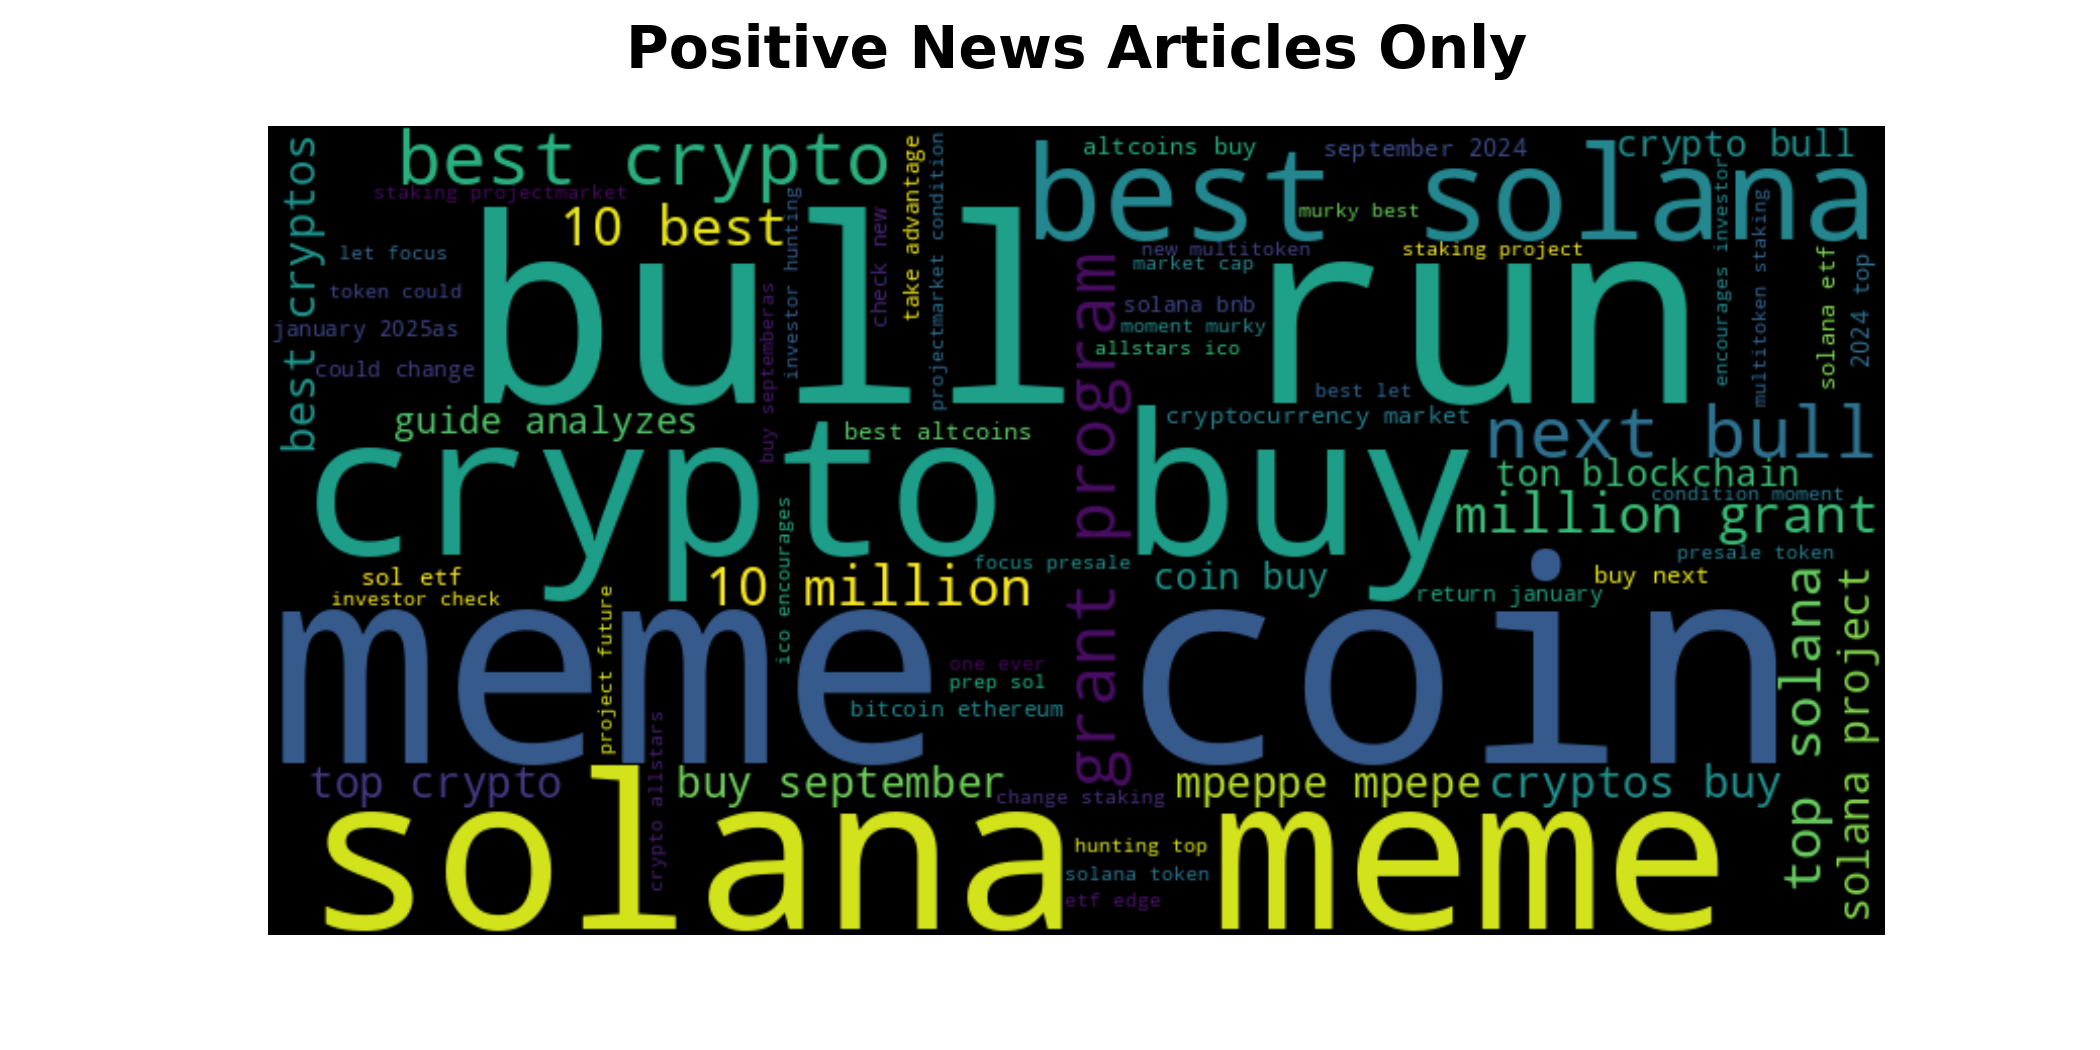 Positive News Articles Only
best cryptos
best crypto
take advantage
projectmarket condition
altcoins buy
september 2024
crypto bull
best solana
staking projectmarket
10 best
investor hunting
check new
murky best
encourages investor
multitoken staking
let focus
bull run
new multitoken
staking project
solana etf
2024 top
market cap
token could
buy septemberas
grant program
solana bnb
january 2025as
moment murky
allstars ico
could change
best let
guide analyzes
best altcoins
cryptocurrency market
next bull
crypto buy
ton blockchain
condition moment
million grant
ico encourages
focus presale
presale token
sol etf
10 million
coin buy
buy next
investor check
return january
top solana
solana project
project future
meme coin
one ever
prep sol
bitcoin ethereum
top crypto
crypto allstars
buy september
change staking
mpeppe mpepe
cryptos buy
solana meme
hunting top
solana token
etf edge